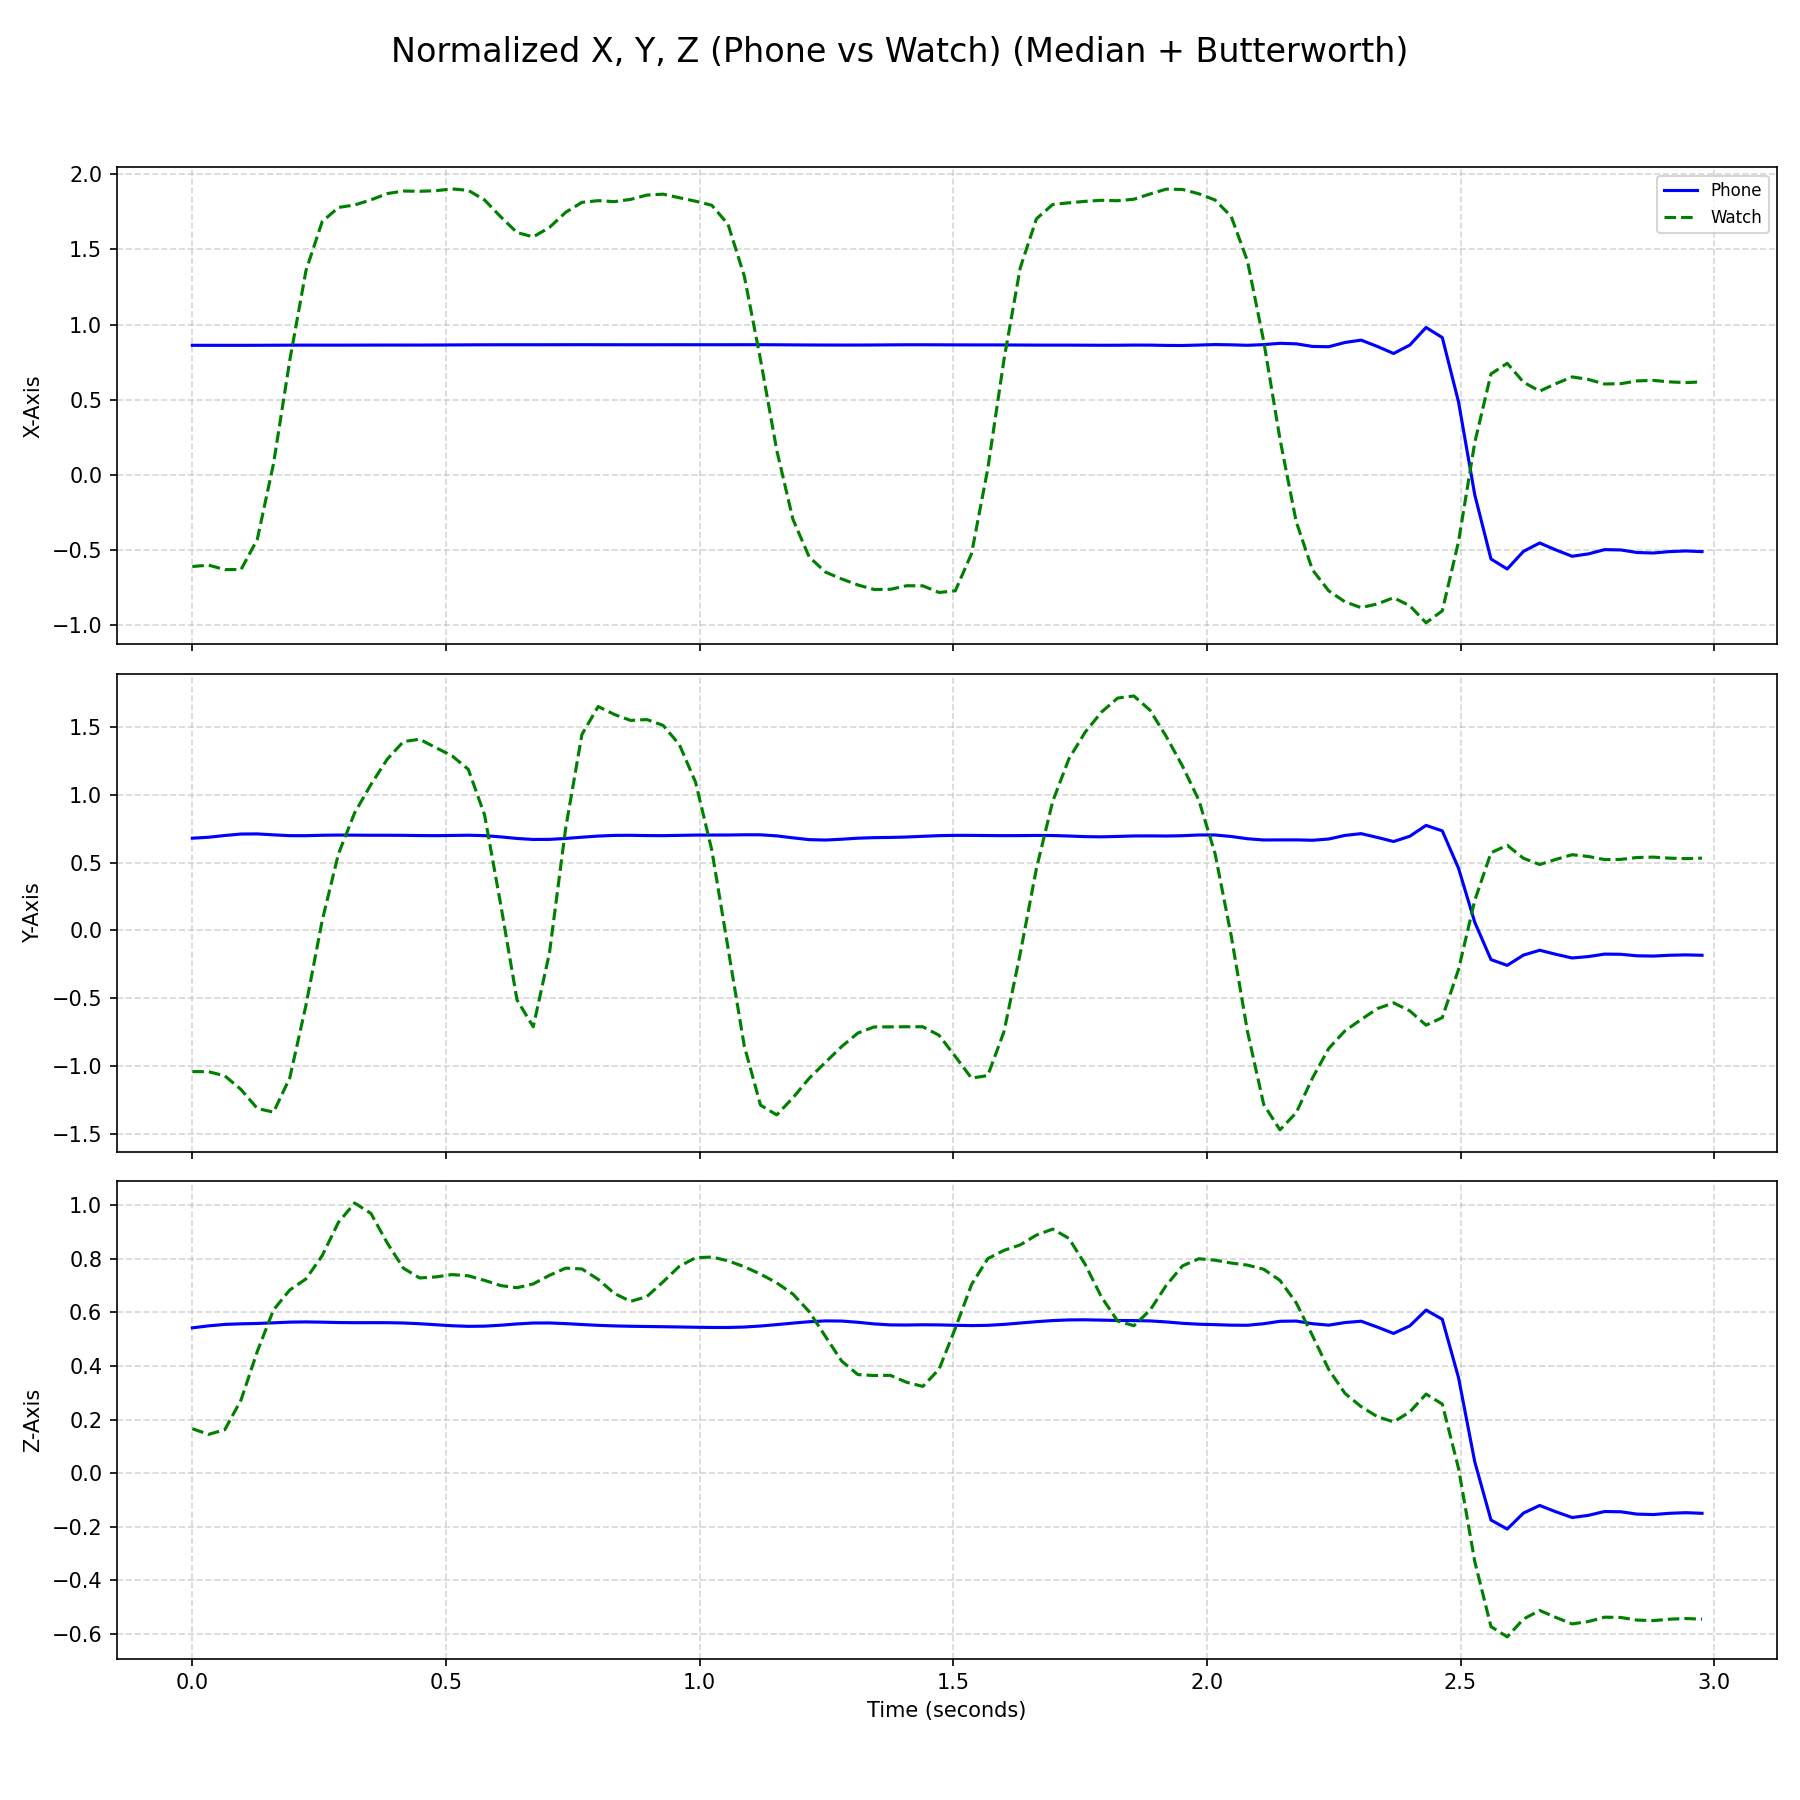 Normalized X, Y, Z (Phone vs Watch) (Median + Butterworth)
2.0
1.5
1.0
0.5
0.0
−0.5
−1.0
X-Axis
Phone
Watch
1.5
1.0
0.5
0.0
−0.5
−1.0
−1.5
Y-Axis
1.0
0.8
0.6
0.4
0.2
0.0
−0.2
−0.4
−0.6
Z-Axis
0.0 0.5 1.0 1.5 2.0 2.5 3.0
Time (seconds)